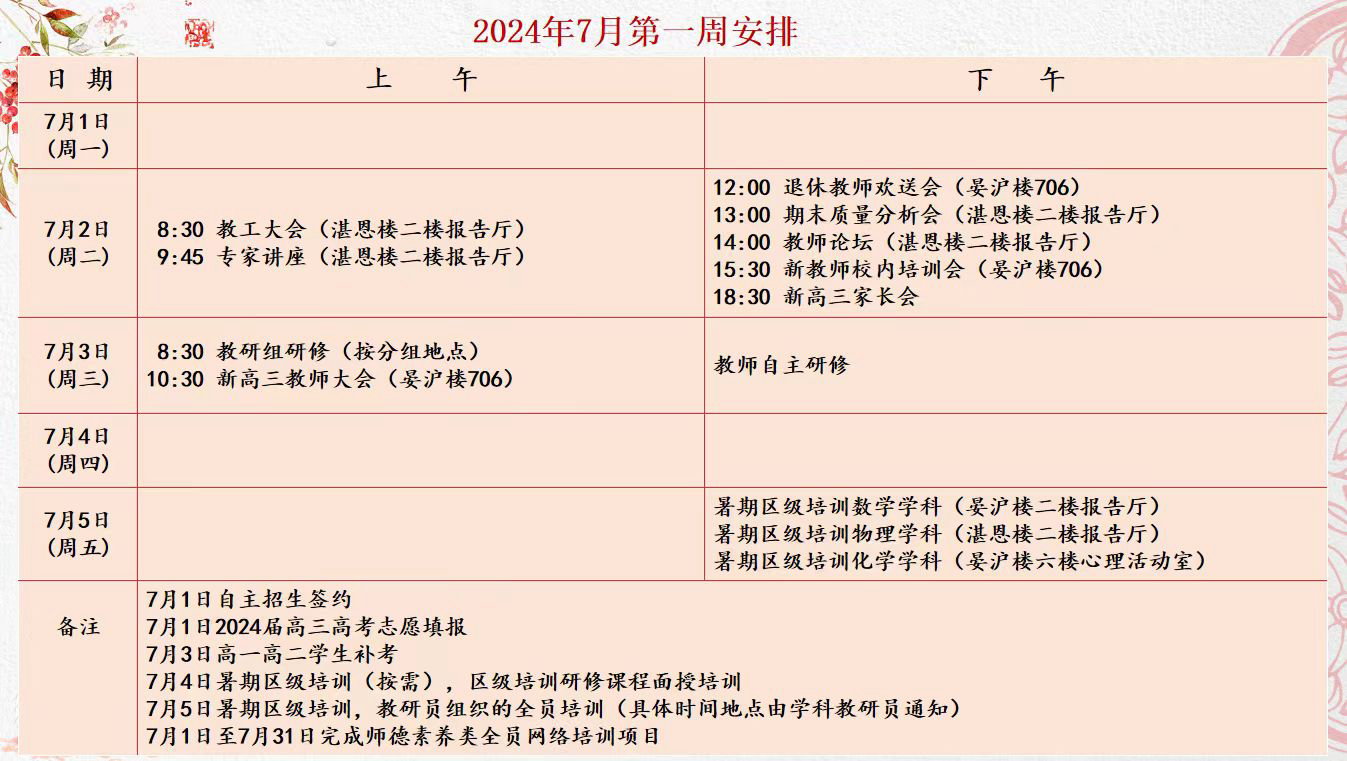 2024年7月第一周安排
日 期 上 午 下 午
7月1日
(周一)
7月2日
(周二)
8:30 教工大会（湛恩楼二楼报告厅）
9:45 专家讲座（湛恩楼二楼报告厅）
12:00 退休教师欢送会（晏沪楼706）
13:00 期末质量分析会（湛恩楼二楼报告厅）
14:00 教师论坛（湛恩楼二楼报告厅）
15:30 新教师校内培训会（晏沪楼706）
18:30 新高三家长会
7月3日
(周三)
8:30 教研组研修（按分组地点）
10:30 新高三教师大会（晏沪楼706）
教师自主研修
7月4日
(周四)
7月5日
(周五)
暑期区级培训数学学科（晏沪楼二楼报告厅）
暑期区级培训物理学科（湛恩楼二楼报告厅）
暑期区级培训化学学科（晏沪楼六楼心理活动室）
备注
7月1日自主招生签约
7月1日2024届高三高考志愿填报
7月3日高一高二学生补考
7月4日暑期区级培训（按需），区级培训研修课程面授培训
7月5日暑期区级培训，教研员组织的全员培训（具体时间地点由学科教研员通知）
7月1日至7月31日完成师德素养类全员网络培训项目